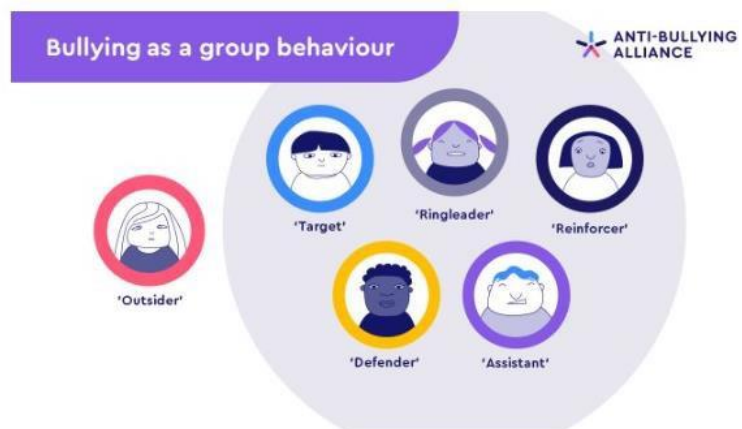 Bullying as a group behaviour
ANTI-BULLYING
ALLIANCE
'Target'
'Ringleader'
'Reinforcer'
'Outsider'
'Defender'
'Assistant'